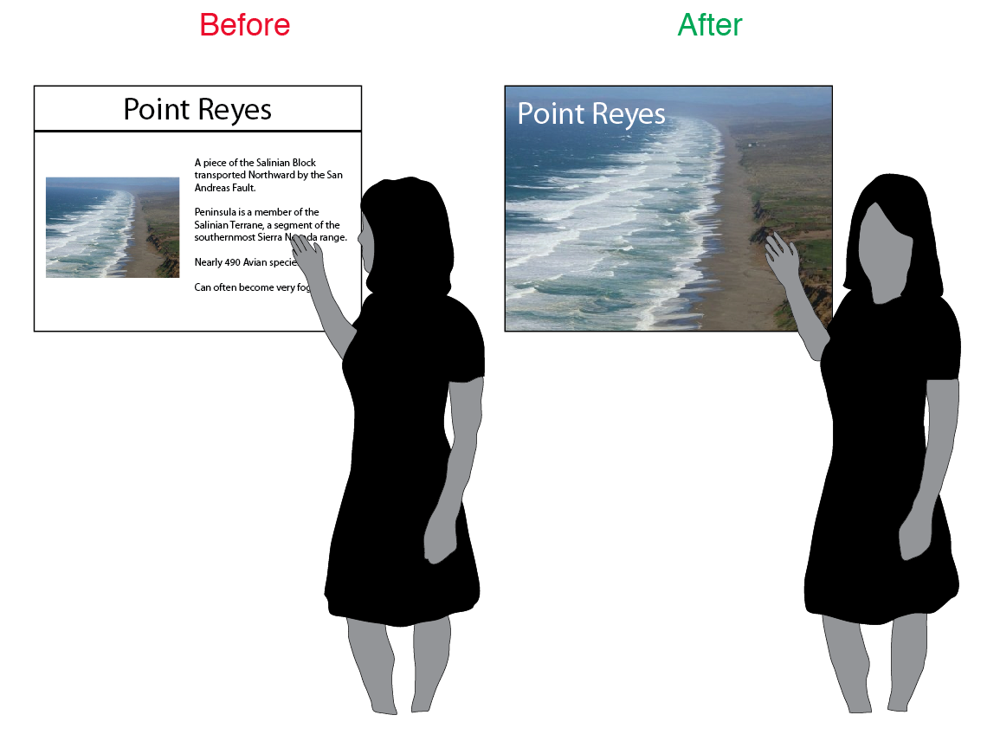 Before
After
Point Reyes
A piece of the Salinian Block
transported Northward by the San
Andreas Fault.
Peninsula is a member of the
Salinian Terrane, a segment of the
southernmost Sierra range.
Nearly 490 Avian
Can often become very
Point Reyes